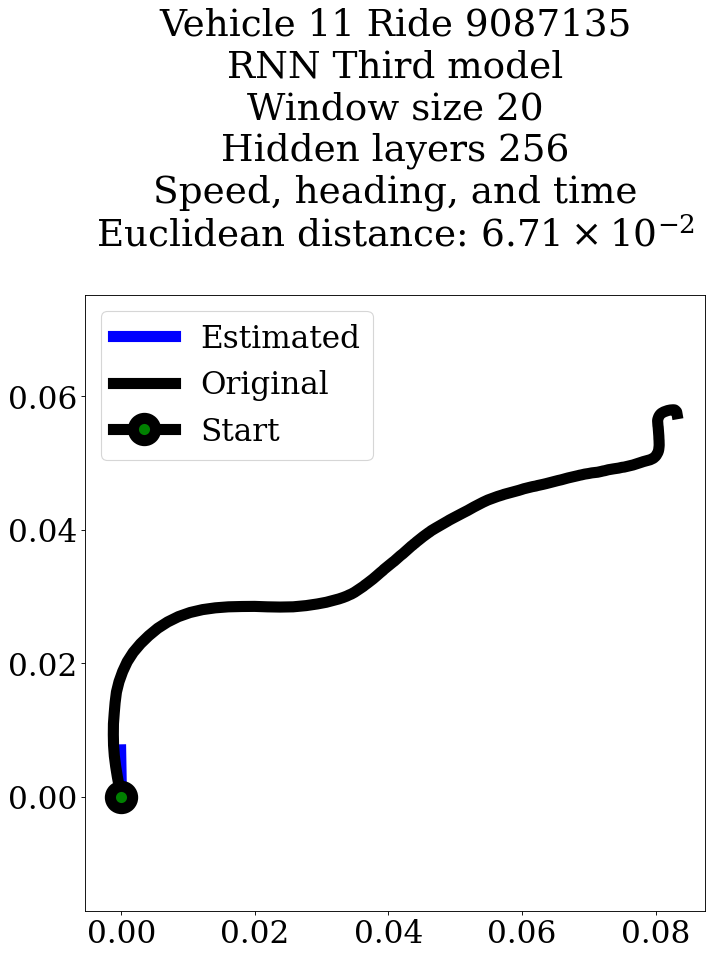 Vehicle 11 Ride 9087135
RNN Third model
Window size 20
Hidden layers 256
Speed, heading, and time
Euclidean distance: 6.71 × 10⁻²
Estimated
Original
Start
0.06
0.04
0.02
0.00
0.00 0.02 0.04 0.06 0.08